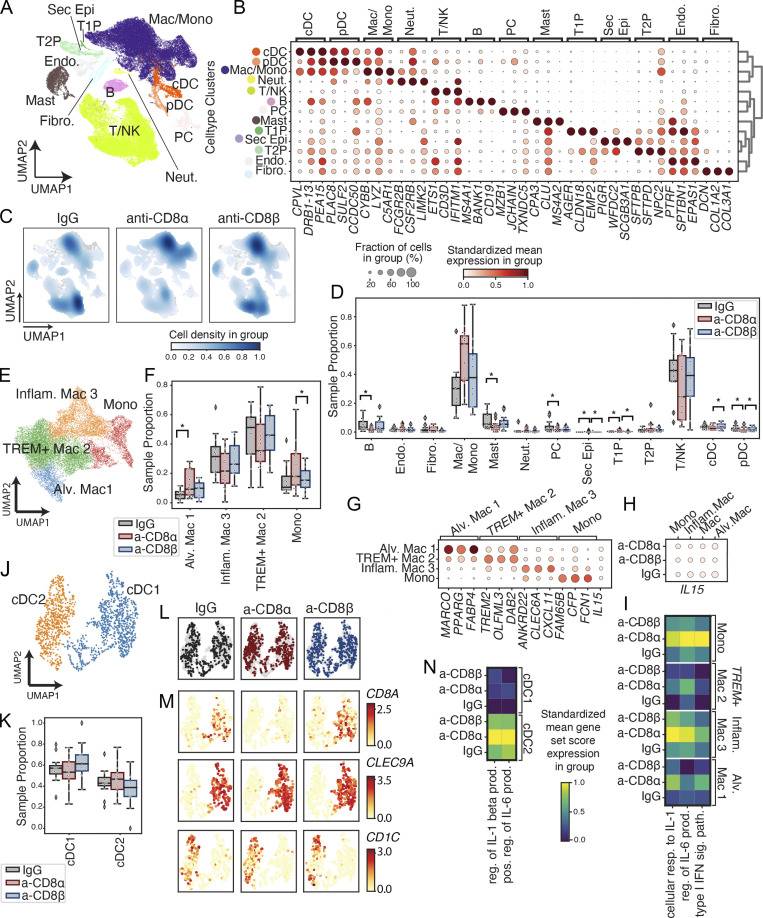 A
Sec Epi
T1P
T2P
Mac/Mono
Endo.
Mast
B
cDC
pDC
T/NK
Fibro.
PC
Neut.
UMAP2
UMAP1
B
cDC
pDC
Mac/
Mono
Neut.
T/NK
B
PC
Mast
T1P
Sec
Epi
T2P
Endo.
Fibro.
Celltype Clusters
cDC
pDC
Mac/Mono
Neut.
T/NK
B
PC
Mast
T1P
Sec Epi
T2P
Endo.
Fibro.
CPVL
DRB1-13
PEA15
PLAC8
SULF2
CCDC50
CYBB
LYZ
C5AR1
FCGR2B
CSF2RB
LIMK2
ETS1
CD3D
IFITM1
MS4A1
BANK1
CD19
MZB1
JCHAIN
TXNDC5
CPA3
CLU
MS4A2
AGER
CLDN18
EMP2
PIGR
WFDC2
SCGB3A1
SFTPB
SFTPD
NPC2
PTRF
SPTBN1
EPAS1
DCN
COL1A2
COL3A1
Fraction of cells
in group (%)
20 60 100
Standardized mean
expression in group
0.0 0.5 1.0
C
IgG
anti-CD8α
anti-CD8β
UMAP2
UMAP1
Cell density in group
0.0 0.2 0.4 0.6 0.8 1.0
D
Sample Proportion
0.8
0.6
0.4
0.2
0.0
IgG
a-CD8α
a-CD8β
* * * * * * * * * *
B
Endo.
Fibro.
Mac/
Mono
Mast
Neut.
PC
Sec Epi
T1P
T2P
T/NK
cDC
pDC
E
Inflam. Mac 3
Mono
TREM+ Mac 2
Alv. Mac1
UMAP2
UMAP1
F
Sample Proportion
0.8
0.6
0.4
0.2
0.0
* *
Alv. Mac 1
Inflam. Mac 3
TREM+ Mac 2
Mono
IgG
a-CD8α
a-CD8β
G
Alv. Mac 1
TREM+ Mac 2
Inflam. Mac 3
Mono
Alv. Mac 1
TREM+ Mac 2
Inflam. Mac 3
Mono
MARCO
PPARG
FABP4
TREM2
OLFML3
DAB2
ANKRD22
CLEC6A
CXCL11
FAM65B
CFP
FCN1
IL15
H
Mono
Inflam.Mac
Mac
Alv.Mac
a-CD8α
a-CD8β
IgG
IL15
I
a-CD8β
a-CD8α
IgG
Mono
a-CD8β
a-CD8α
IgG
TREM+
Mac 2
a-CD8β
a-CD8α
IgG
Inflam.
Mac 3
a-CD8β
a-CD8α
IgG
Alv.
Mac 1
cellular resp. to IL-1
reg. of IL-6 prod.
type I IFN sig. path.
J
cDC2
cDC1
UMAP2
UMAP1
K
Sample Proportion
1.0
0.8
0.6
0.4
0.2
0.0
cDC1
cDC2
IgG
a-CD8α
a-CD8β
L
IgG
a-CD8α
a-CD8β
M
CD8A
2.5
0.0
CLEC9A
3.5
0.0
CD1C
3.0
0.0
N
a-CD8β
a-CD8α
IgG
cDC1
a-CD8β
a-CD8α
IgG
cDC2
reg. of IL-1 beta prod.
pos. reg. of IL-6 prod.
Standardized
mean gene
set score
expression
in group
1.0
0.5
0.0